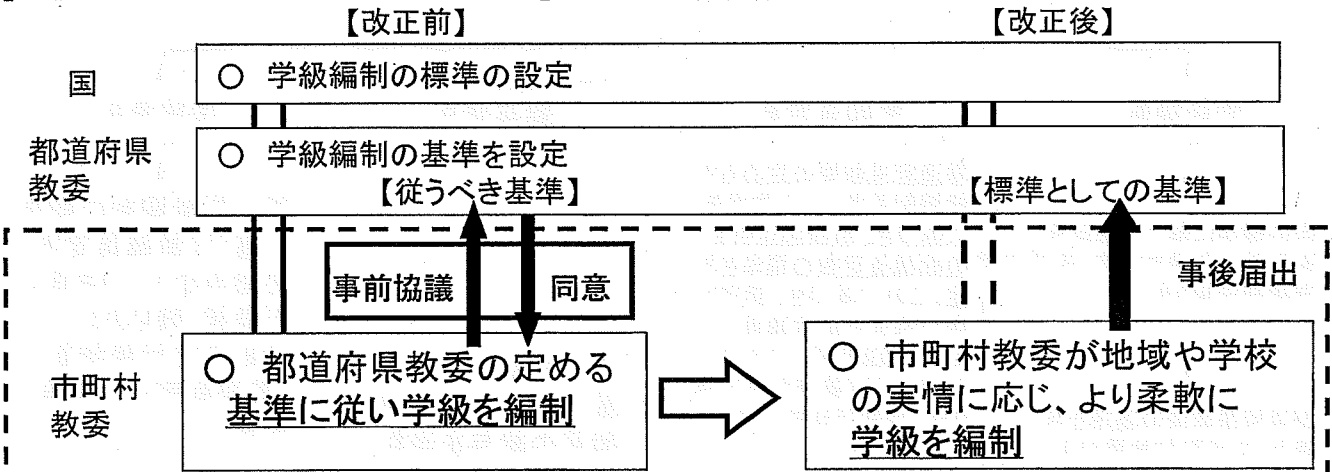 【改正前】
【改正後】
国
○ 学級編制の標準の設定
都道府県
教委
○ 学級編制の基準を設定
【従うべき基準】
【標準としての基準】
事前協議
同意
事後届出
市町村
教委
○ 都道府県教委の定める
基準に従い学級を編制
○ 市町村教委が地域や学校
の実情に応じ、より柔軟に
学級を編制